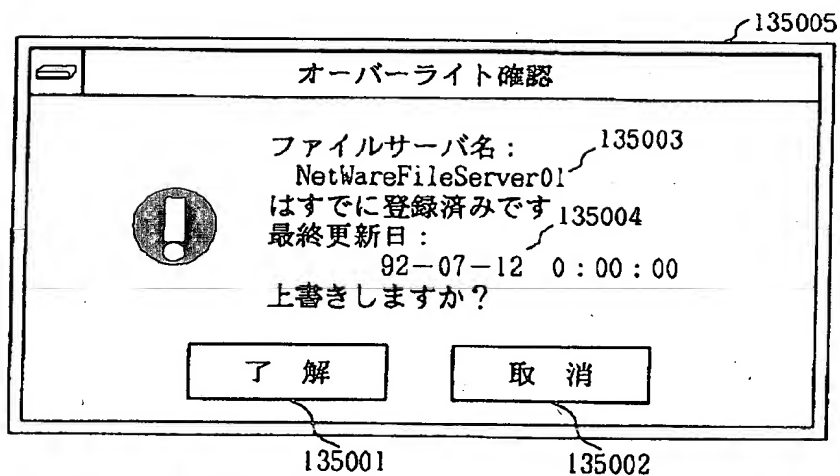 135005
オーバーライト確認
ファイルサーバ名：
135003
NetWareFileServer01
はすでに登録済みです
135004
最終更新日：
92－07－12 0：00：00
上書きしますか？
了 解
取 消
135001
135002